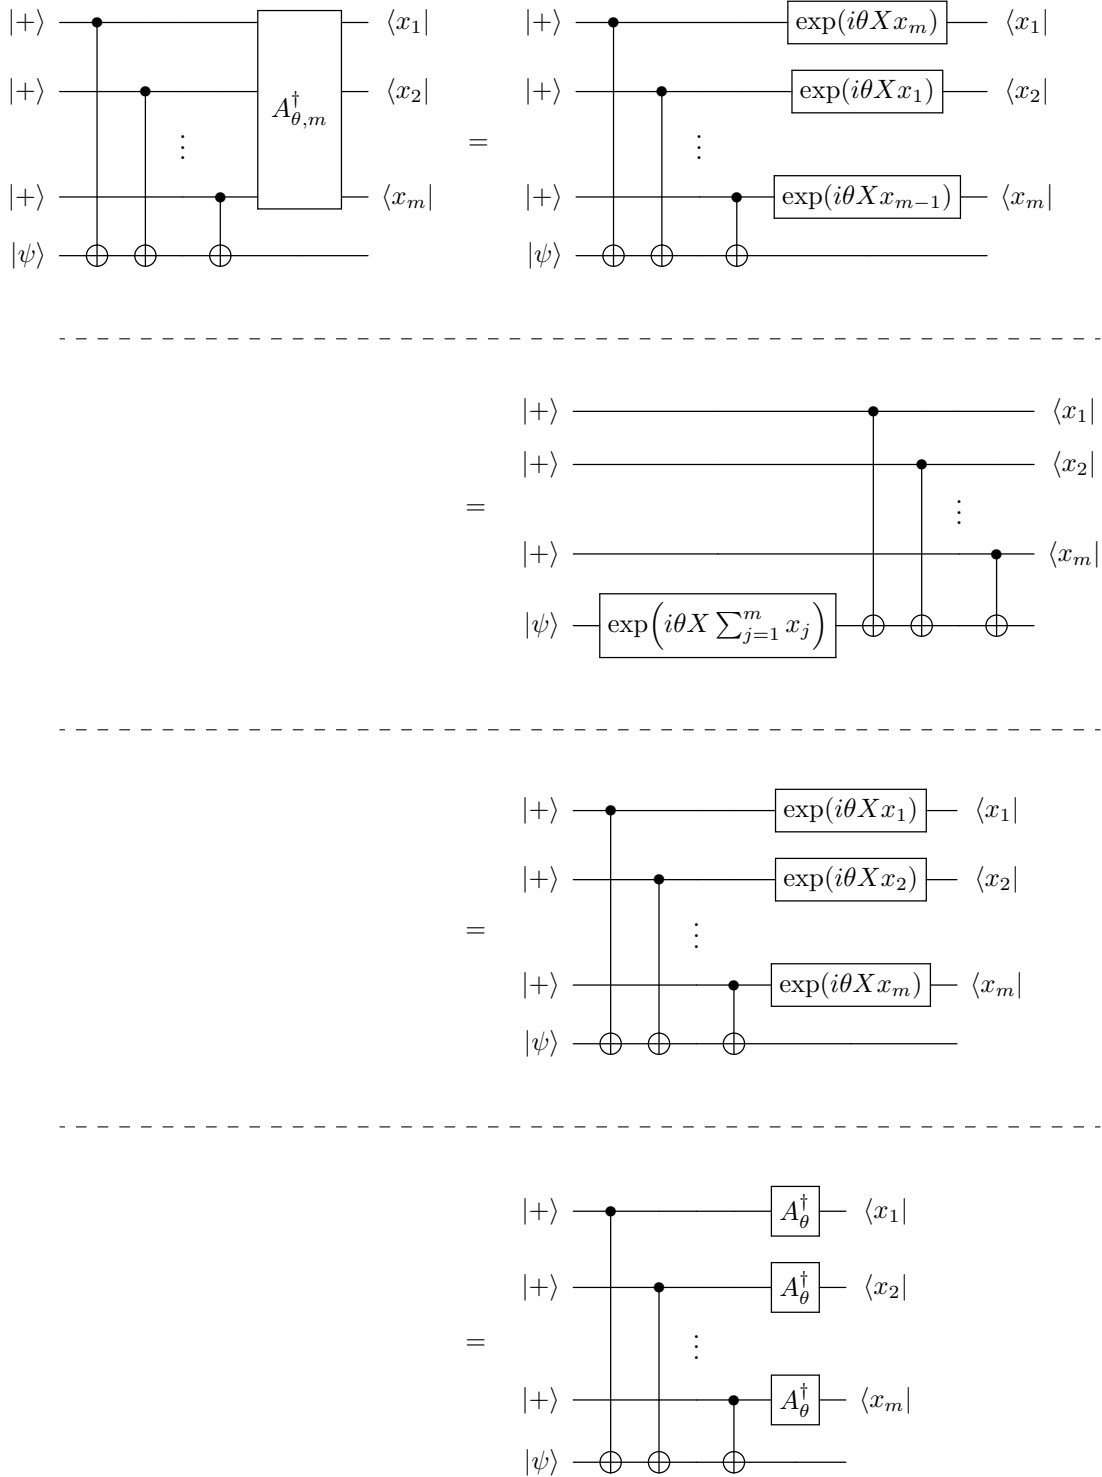 |+⟩ ⟨x₁| |+⟩ exp(iθXxₘ) ⟨x₁|
|+⟩ ⟨x₂| |+⟩ exp(iθXx₁) ⟨x₂|
A†θ,m
⋮ = ⋮
|+⟩ ⟨xₘ| |+⟩ exp(iθXxₘ₋₁) ⟨xₘ|
|ψ⟩ |ψ⟩
|+⟩ ⟨x₁|
|+⟩ ⟨x₂|
= ⋮
|+⟩ ⟨xₘ|
|ψ⟩ exp(iθX ∑ᵐⱼ₌₁ xⱼ)
|+⟩ exp(iθXx₁) ⟨x₁|
|+⟩ exp(iθXx₂) ⟨x₂|
= ⋮
|+⟩ exp(iθXxₘ) ⟨xₘ|
|ψ⟩
|+⟩ A†θ ⟨x₁|
|+⟩ A†θ ⟨x₂|
= ⋮
|+⟩ A†θ ⟨xₘ|
|ψ⟩